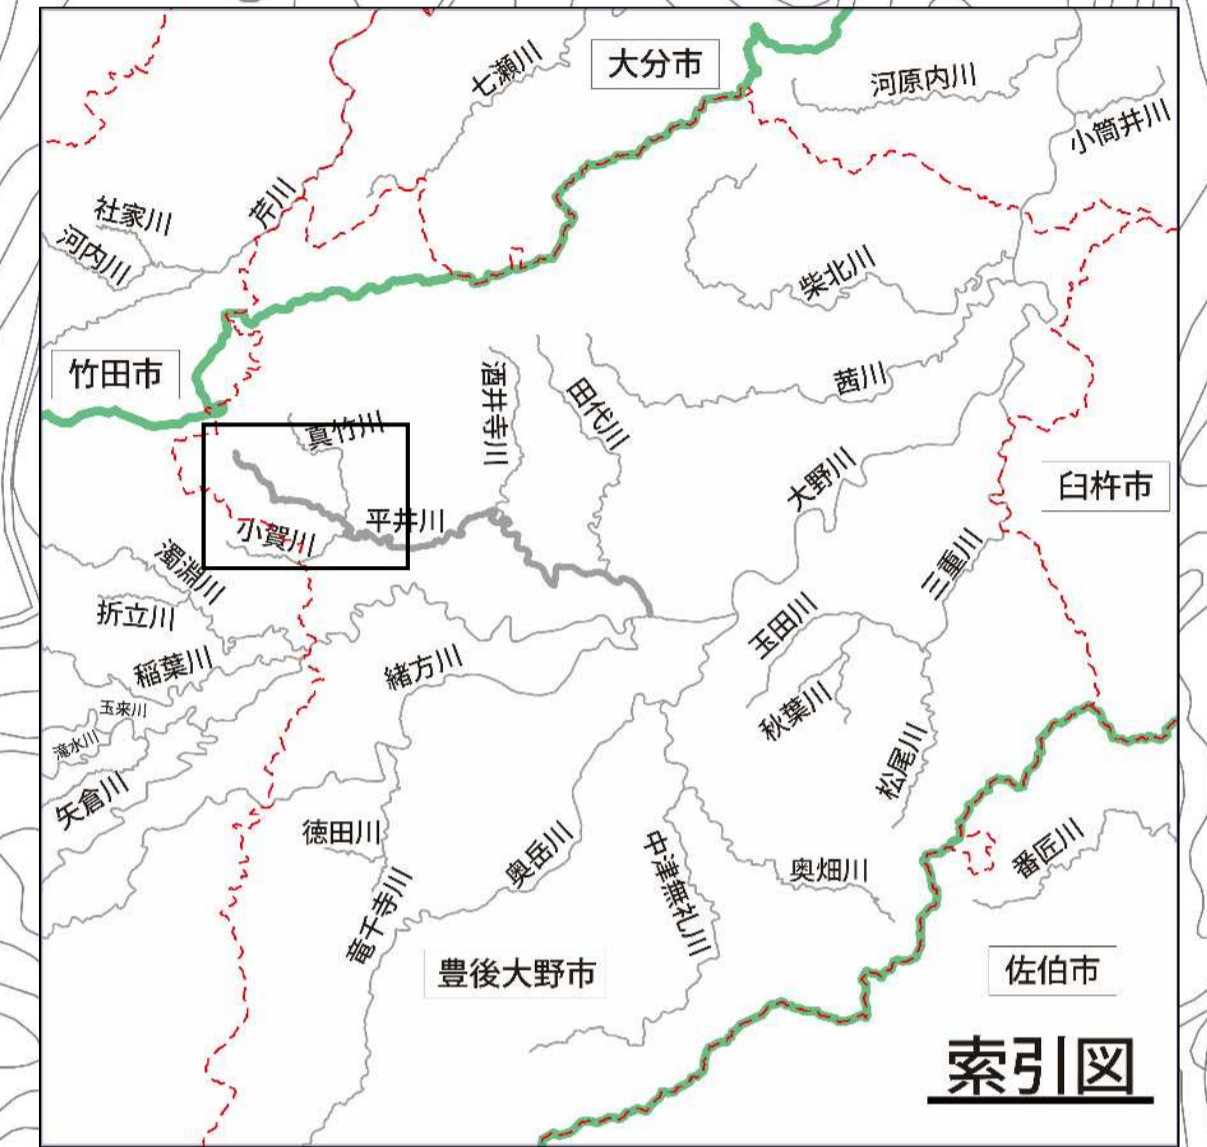 七瀬川
大分市
河原内川
小筒井川
芹川
社家川
河内川
柴北川
竹田市
酒井寺川
田代川
茜川
真竹川
大野川
臼杵市
平井川
小賀川
濁淵川
三重川
折立川
玉田川
稲葉川
緒方川
秋葉川
玉来川
滝水川
松尾川
矢倉川
徳田川
奥岳川
中津無礼川
奥畑川
番匠川
竜千寺川
豊後大野市
佐伯市
索引図